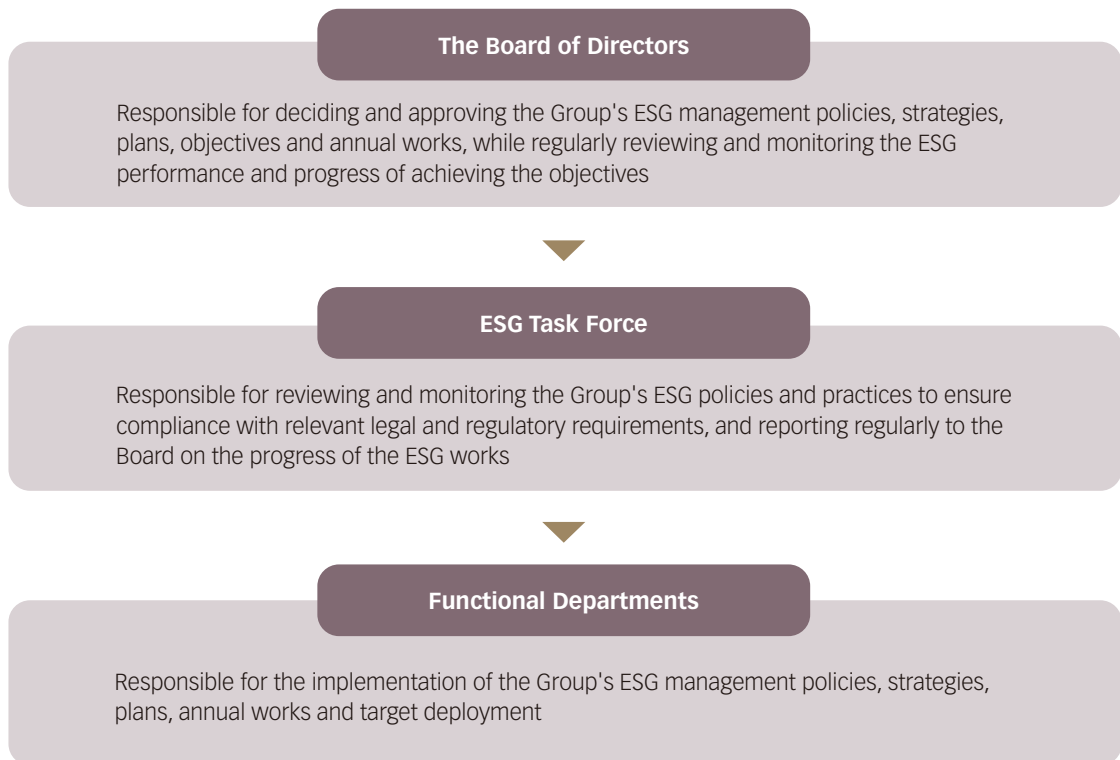 The Board of Directors
Responsible for deciding and approving the Group's ESG management policies, strategies,
plans, objectives and annual works, while regularly reviewing and monitoring the ESG
performance and progress of achieving the objectives
ESG Task Force
Responsible for reviewing and monitoring the Group's ESG policies and practices to ensure
compliance with relevant legal and regulatory requirements, and reporting regularly to the
Board on the progress of the ESG works
Functional Departments
Responsible for the implementation of the Group's ESG management policies, strategies,
plans, annual works and target deployment